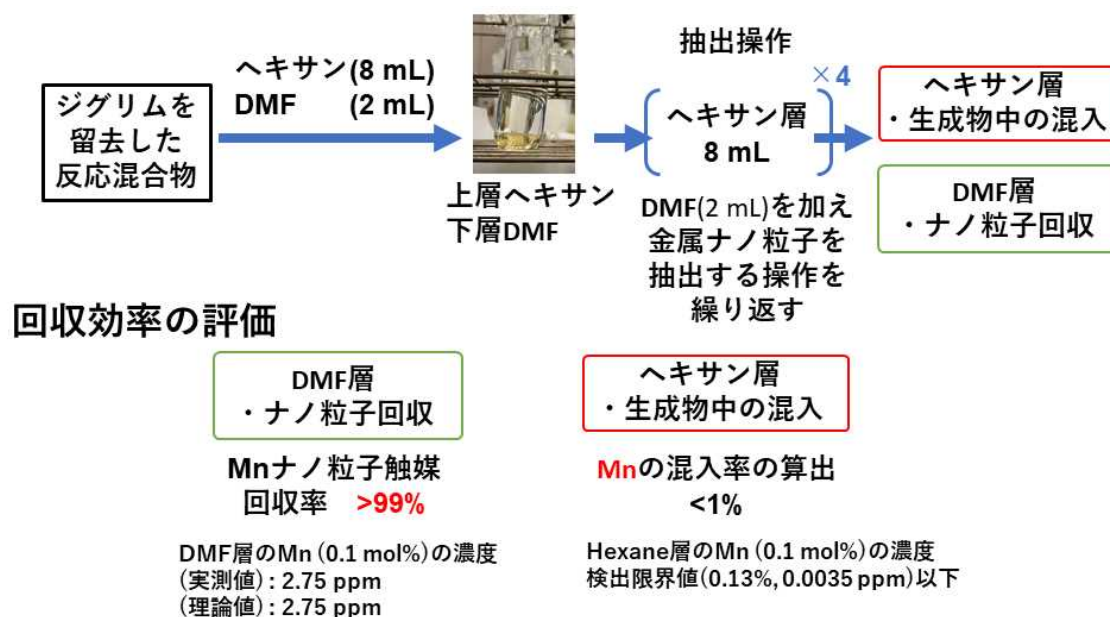 ジグリムを
留去した
反応混合物
ヘキサン(8 mL)
DMF (2 mL)
上層ヘキサン
下層DMF
抽出操作
×4
ヘキサン層
8 mL
DMF(2 mL)を加え
金属ナノ粒子を
抽出する操作を
繰り返す
ヘキサン層
・生成物中の混入
DMF層
・ナノ粒子回収
回収効率の評価
DMF層
・ナノ粒子回収
Mnナノ粒子触媒
回収率 >99%
DMF層のMn (0.1 mol%)の濃度
(実測値) : 2.75 ppm
(理論値) : 2.75 ppm
ヘキサン層
・生成物中の混入
Mnの混入率の算出
<1%
Hexane層のMn (0.1 mol%)の濃度
検出限界値(0.13%, 0.0035 ppm)以下